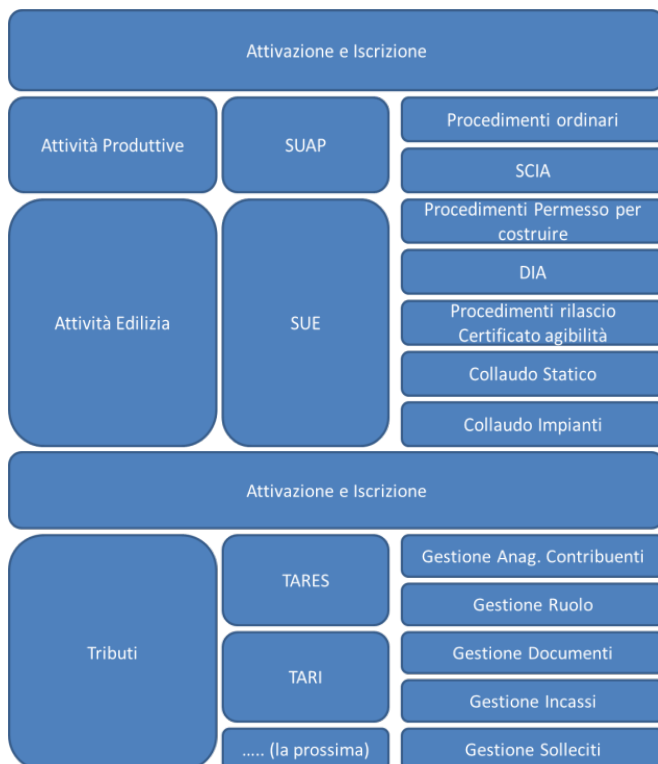 Attivazione e Iscrizione
Attività Produttive
SUAP
Procedimenti ordinari
SCIA
Attività Edilizia
SUE
Procedimenti Permesso per
costruire
DIA
Procedimenti rilascio
Certificato agibilità
Collaudo Statico
Collaudo Impianti
Attivazione e Iscrizione
Tributi
TARES
TARI
..... (la prossima)
Gestione Anag. Contribuenti
Gestione Ruolo
Gestione Documenti
Gestione Incassi
Gestione Solleciti